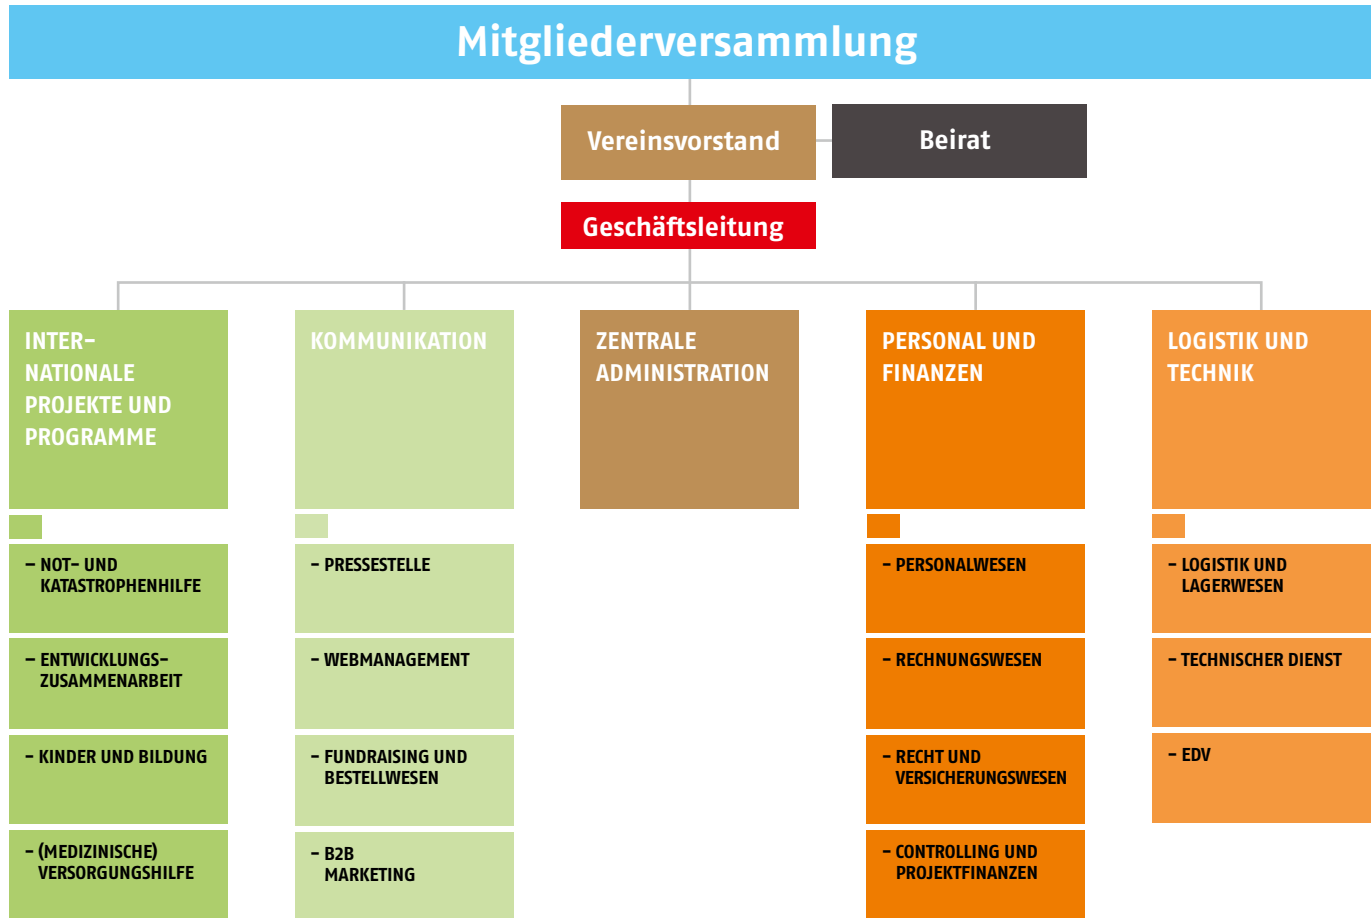 Mitgliederversammlung
Vereinsvorstand
Beirat
Geschäftsleitung
INTER-
NATIONALE
PROJEKTE UND
PROGRAMME
KOMMUNIKATION
ZENTRALE
ADMINISTRATION
PERSONAL UND
FINANZEN
LOGISTIK UND
TECHNIK
- NOT- UND
KATASTROPHENHILFE
- ENTWICKLUNGS-
ZUSAMMENARBEIT
- KINDER UND BILDUNG
- (MEDIZINISCHE)
VERSORGUNGSHILFE
- PRESSESTELLE
- WEBMANAGEMENT
- FUNDRAISING UND
BESTELLWESEN
- B2B
MARKETING
- PERSONALWESEN
- RECHNUNGSWESEN
- RECHT UND
VERSICHERUNGSWESEN
- CONTROLLING UND
PROJEKTFINANZEN
- LOGISTIK UND
LAGERWESEN
- TECHNISCHER DIENST
- EDV